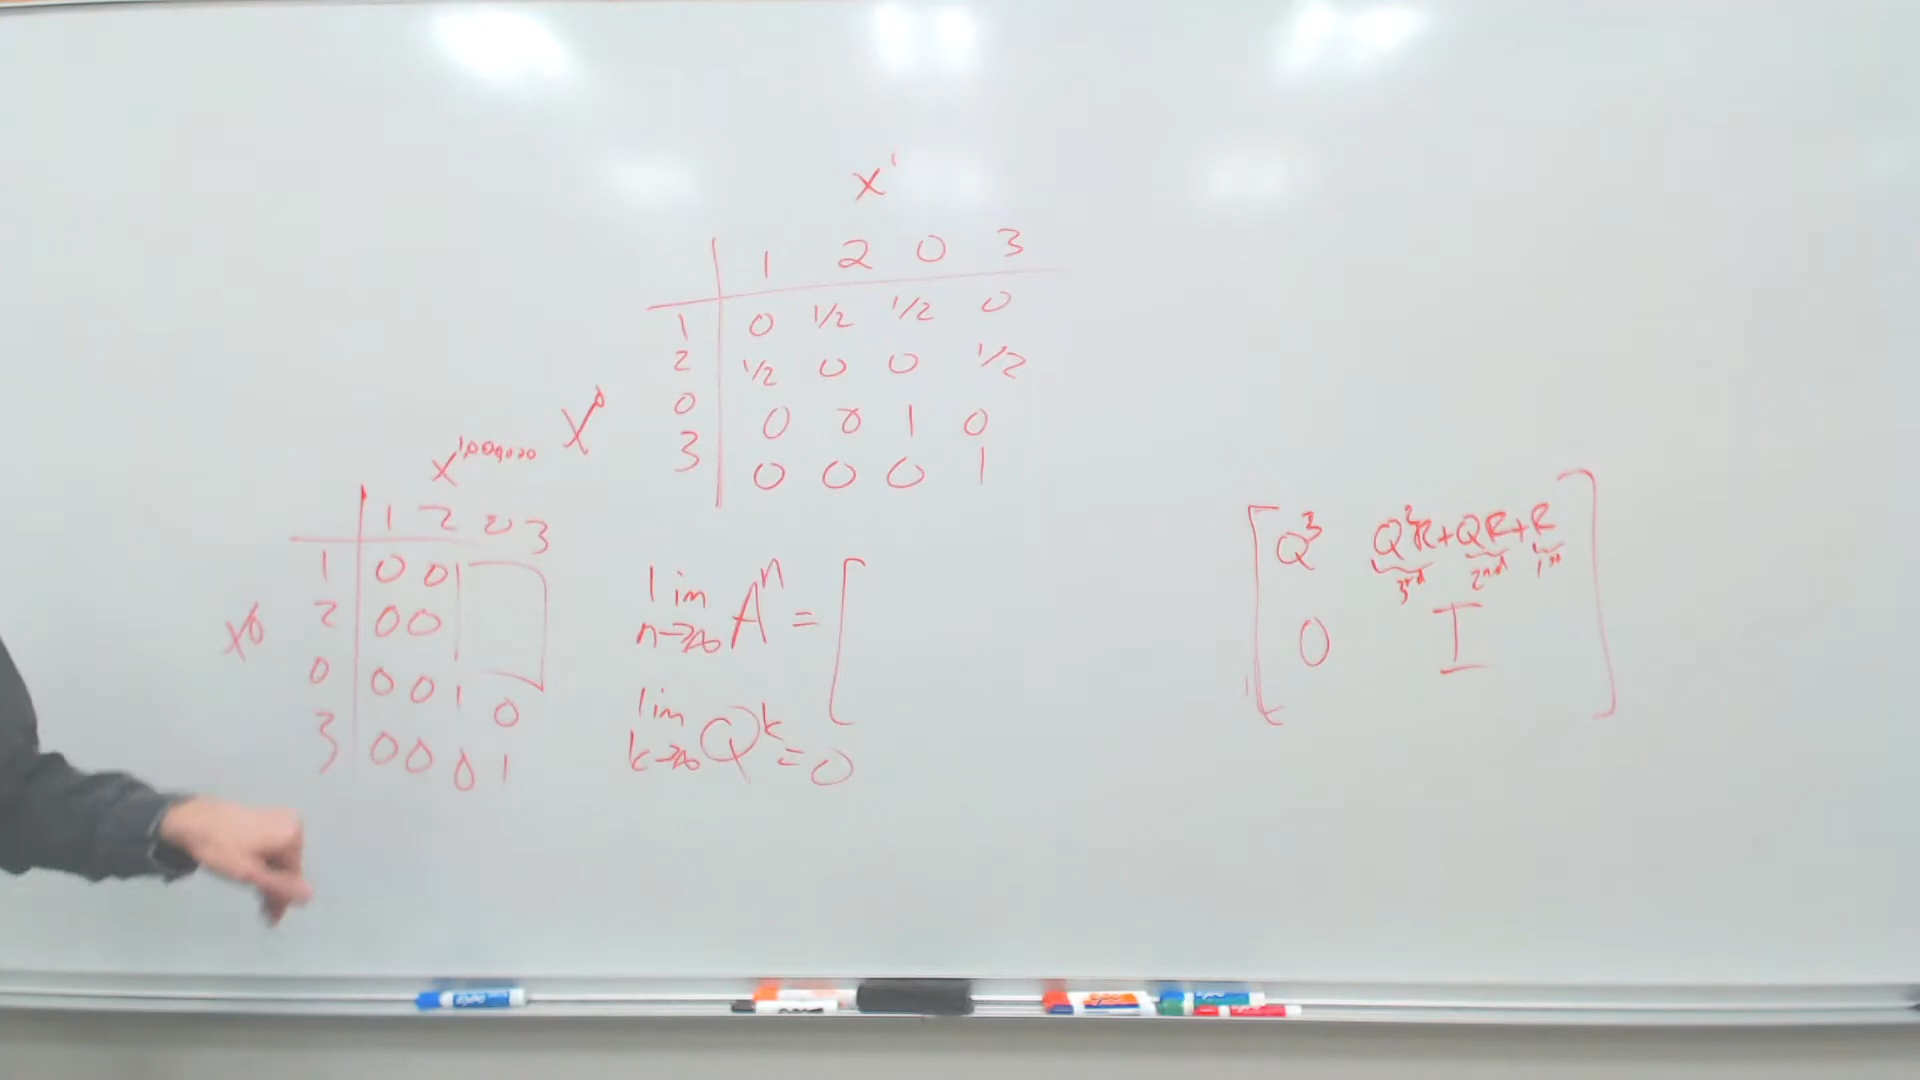 X¹
1 2 0 3
1 0 1/2 1/2 0
2 1/2 0 0 1/2
0 0 0 1 0
3 0 0 0 1
X⁰
X^1,000,000
1 2 0 3
1 0 0
2 0 0
0 0 0 1 0
3 0 0 0 1
X⁰
lim n→∞ Aⁿ = [
lim k→∞ Q^k = 0
Q³ Q²R+QR+R
3rd 2nd 1st
0 I